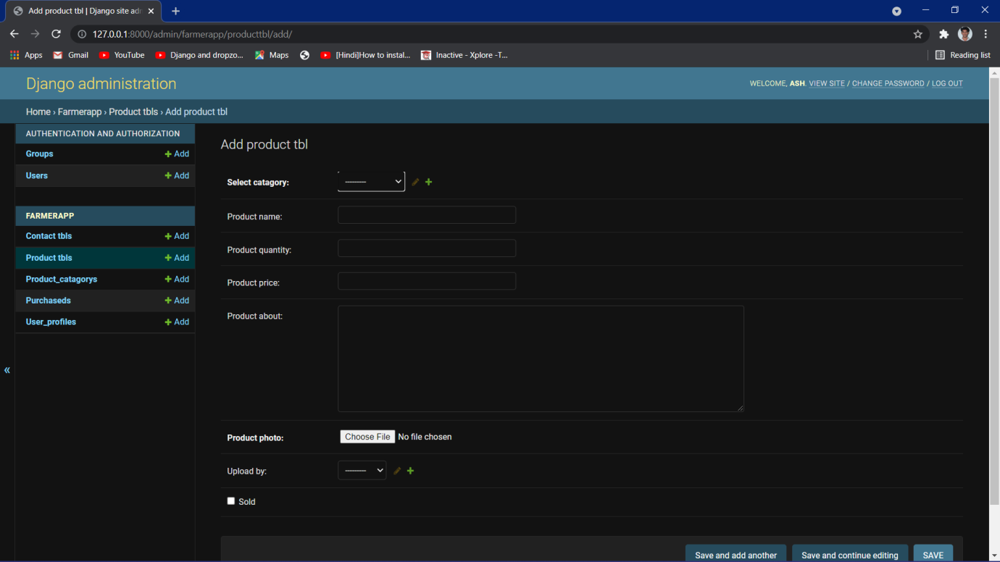 Add product tbl | Django site adn
127.0.0.1:8000/admin/farmerapp/producttbl/add/
Apps Gmail YouTube Django and dropzo... Maps [Hindi]How to instal... Inactive - Xplore -T... Reading list
Django administration
WELCOME, ASH. VIEW SITE / CHANGE PASSWORD / LOG OUT
Home › Farmerapp › Product tbls › Add product tbl
AUTHENTICATION AND AUTHORIZATION
Groups + Add
Users + Add
FARMERAPP
Contact tbls + Add
Product tbls + Add
Product_catagorys + Add
Purchaseds + Add
User_profiles + Add
«
Add product tbl
Select catagory: ---------
Product name:
Product quantity:
Product price:
Product about:
Product photo: Choose File No file chosen
Upload by: ---------
Sold
Save and add another Save and continue editing SAVE